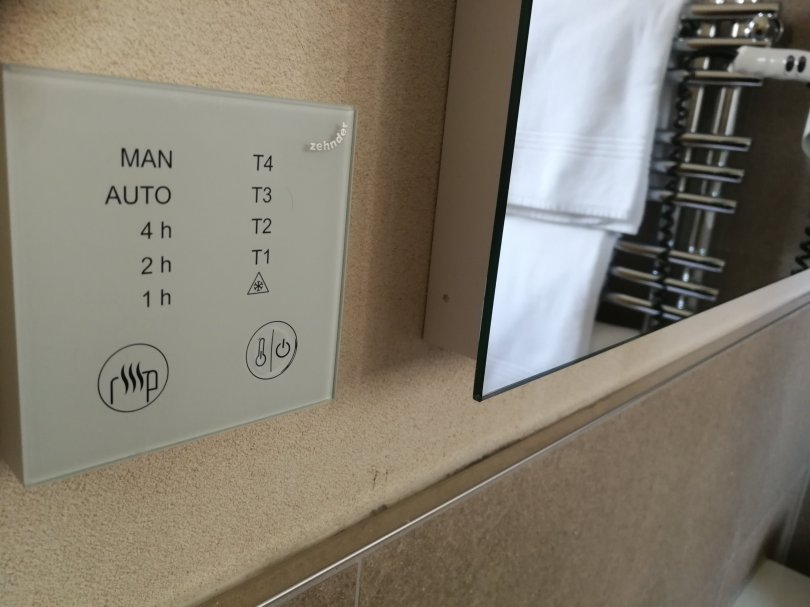 zehnder
MAN
AUTO
4 h
2 h
1 h
T4
T3
T2
T1